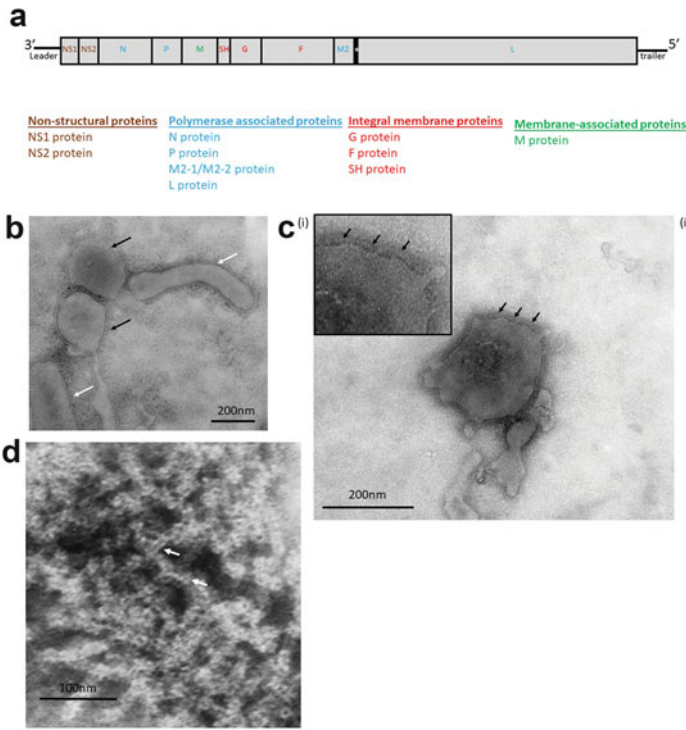 a
3’ 5’
Leader NS1 NS2 N P M SH G F M2 * L trailer
Non-structural proteins
NS1 protein
NS2 protein
Polymerase associated proteins
N protein
P protein
M2-1/M2-2 protein
L protein
Integral membrane proteins
G protein
F protein
SH protein
Membrane-associated proteins
M protein
b
200nm
c
(i)
(i
200nm
d
100nm